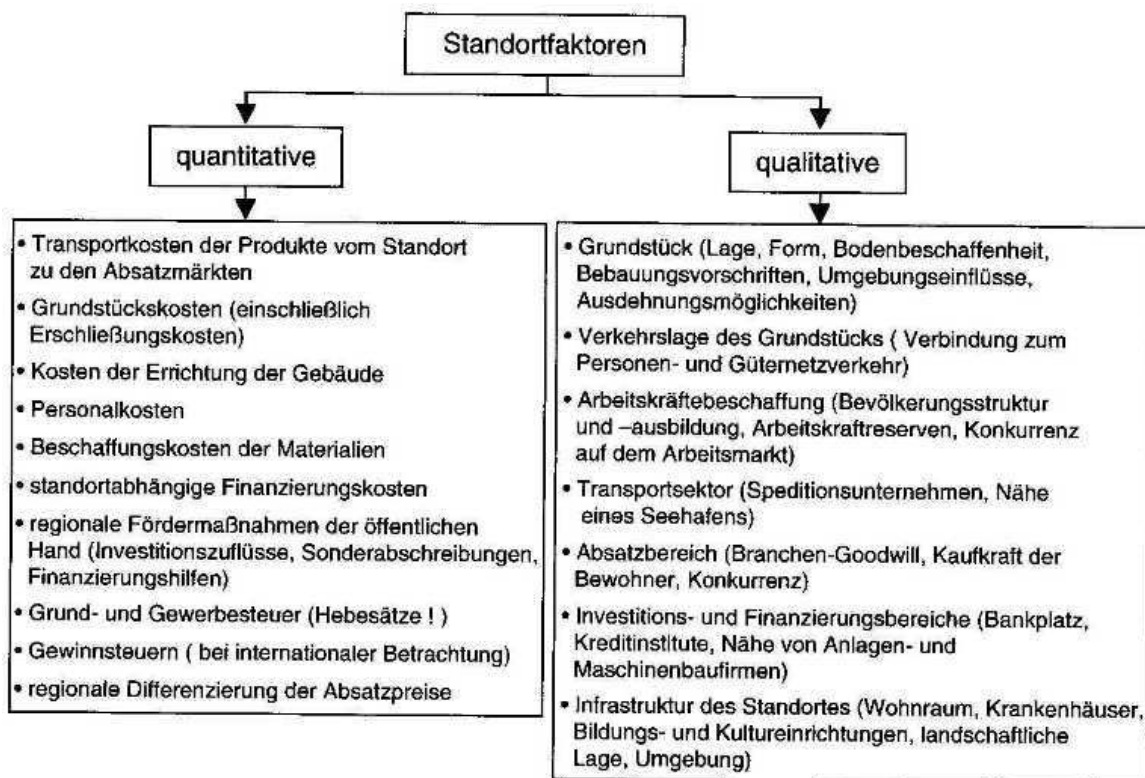 Standortfaktoren
quantitative
qualitative
• Transportkosten der Produkte vom Standort
zu den Absatzmärkten
• Grundstückskosten (einschließlich
Erschließungskosten)
• Kosten der Errichtung der Gebäude
• Personalkosten
• Beschaffungskosten der Materialien
• standortabhängige Finanzierungskosten
• regionale Fördermaßnahmen der öffentlichen
Hand (Investitionszuflüsse, Sonderabschreibungen,
Finanzierungshilfen)
• Grund- und Gewerbesteuer (Hebesätze ! )
• Gewinnsteuern ( bei internationaler Betrachtung)
• regionale Differenzierung der Absatzpreise
• Grundstück (Lage, Form, Bodenbeschaffenheit,
Bebauungsvorschriften, Umgebungseinflüsse,
Ausdehnungsmöglichkeiten)
• Verkehrslage des Grundstücks ( Verbindung zum
Personen- und Güternetzverkehr)
• Arbeitskräftebeschaffung (Bevölkerungsstruktur
und –ausbildung, Arbeitskraftreserven, Konkurrenz
auf dem Arbeitsmarkt)
• Transportsektor (Speditionsunternehmen, Nähe
eines Seehafens)
• Absatzbereich (Branchen-Goodwill, Kaufkraft der
Bewohner, Konkurrenz)
• Investitions- und Finanzierungsbereiche (Bankplatz,
Kreditinstitute, Nähe von Anlagen- und
Maschinenbaufirmen)
• Infrastruktur des Standortes (Wohnraum, Krankenhäuser,
Bildungs- und Kultureinrichtungen, landschaftliche
Lage, Umgebung)